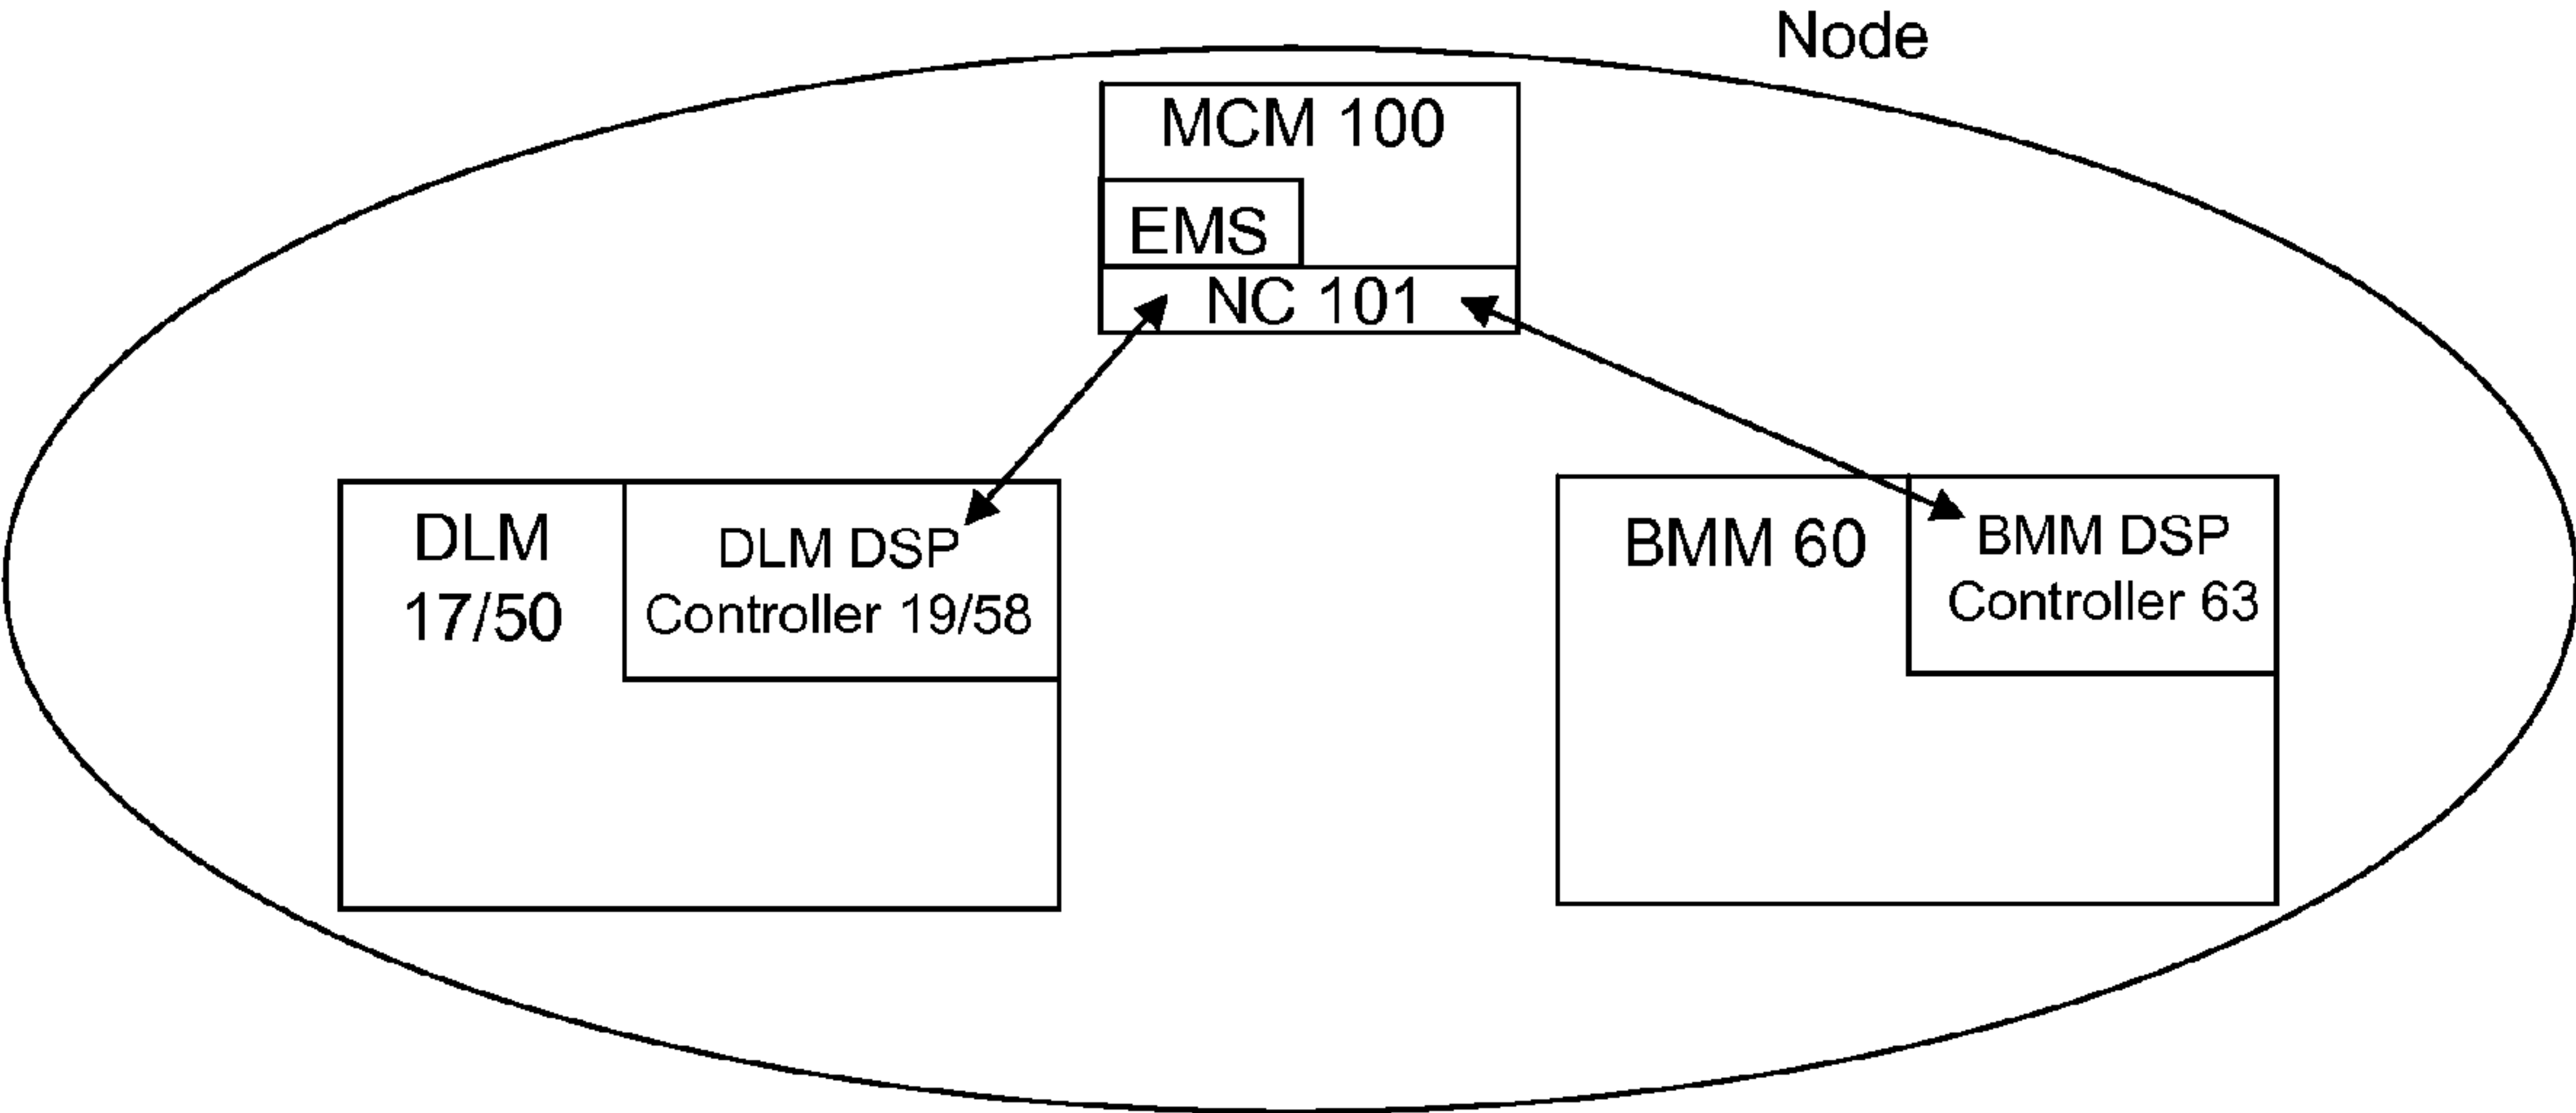 Node
MCM 100
EMS
NC 101
DLM
17/50
DLM DSP
Controller 19/58
BMM 60
BMM DSP
Controller 63